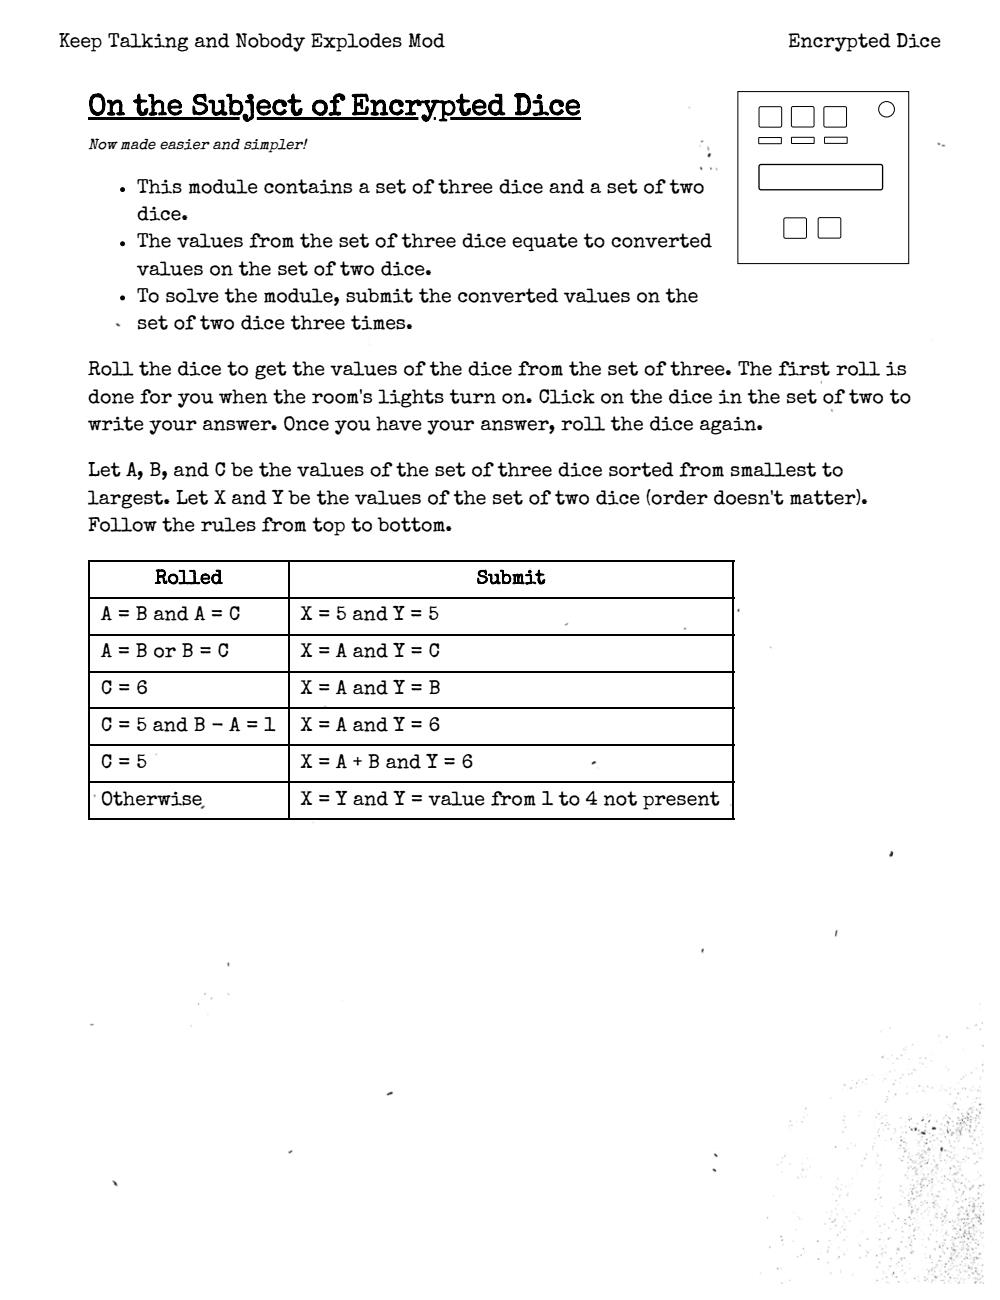 Keep Talking and Nobody Explodes Mod Encrypted Dice
On the Subject of Encrypted Dice
Now made easier and simpler!
• This module contains a set of three dice and a set of two
dice.
• The values from the set of three dice equate to converted
values on the set of two dice.
• To solve the module, submit the converted values on the
set of two dice three times.
Roll the dice to get the values of the dice from the set of three. The first roll is
done for you when the room's lights turn on. Click on the dice in the set of two to
write your answer. Once you have your answer, roll the dice again.
Let A, B, and C be the values of the set of three dice sorted from smallest to
largest. Let X and Y be the values of the set of two dice (order doesn't matter).
Follow the rules from top to bottom.
Rolled Submit
A = B and A = C X = 5 and Y = 5
A = B or B = C X = A and Y = C
C = 6 X = A and Y = B
C = 5 and B − A = 1 X = A and Y = 6
C = 5 X = A + B and Y = 6
Otherwise X = Y and Y = value from 1 to 4 not present